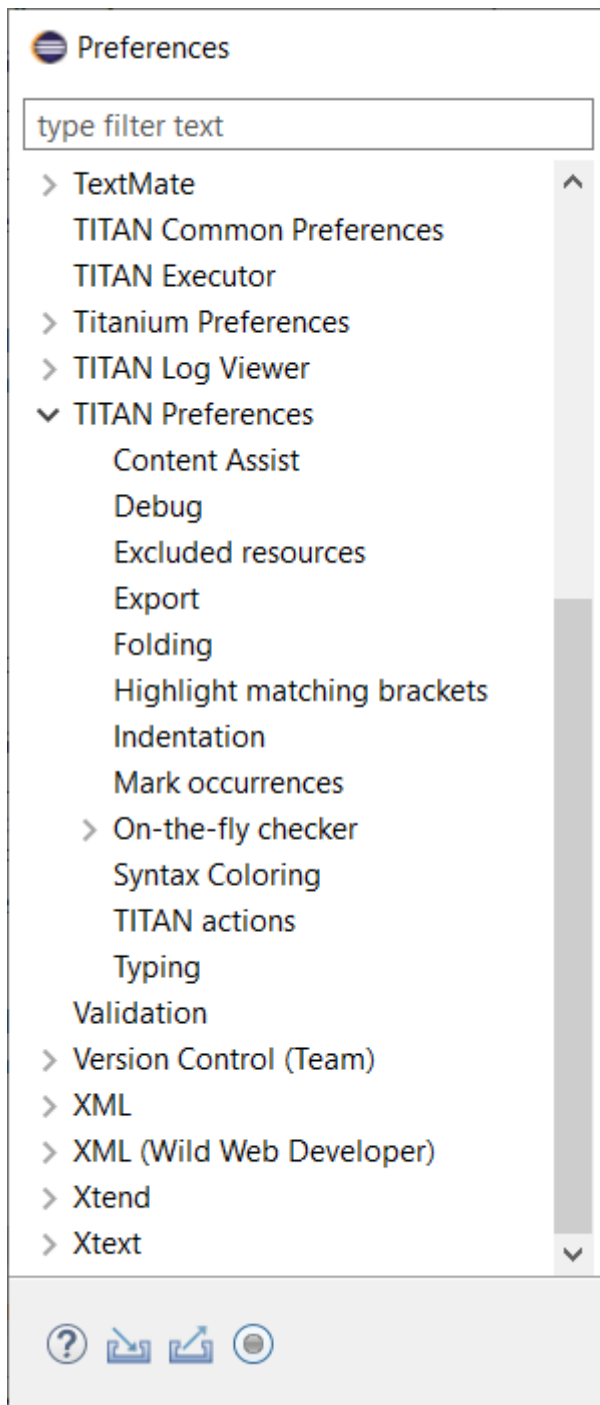 Preferences
type filter text
TextMate
TITAN Common Preferences
TITAN Executor
Titanium Preferences
TITAN Log Viewer
TITAN Preferences
Content Assist
Debug
Excluded resources
Export
Folding
Highlight matching brackets
Indentation
Mark occurrences
On-the-fly checker
Syntax Coloring
TITAN actions
Typing
Validation
Version Control (Team)
XML
XML (Wild Web Developer)
Xtend
Xtext